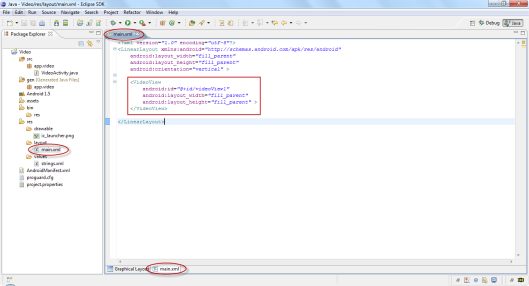 Java - Video/res/layout/main.xml - Eclipse SDK
File Edit Run Source Navigate Search Project Refactor Window Help
Debug Java
Package Explorer
main.xml
Video
src
app.video
VideoActivity.java
gen [Generated Java Files]
app.video
Android 1.5
assets
bin
res
res
drawable
ic_launcher.png
layout
main.xml
values
strings.xml
AndroidManifest.xml
proguard.cfg
project.properties
<?xml version="1.0" encoding="utf-8"?>
<LinearLayout xmlns:android="http://schemas.android.com/apk/res/android"
android:layout_width="fill_parent"
android:layout_height="fill_parent"
android:orientation="vertical" >
<VideoView
android:id="@+id/videoView1"
android:layout_width="fill_parent"
android:layout_height="fill_parent" >
</VideoView>
</LinearLayout>
Graphical Layout main.xml